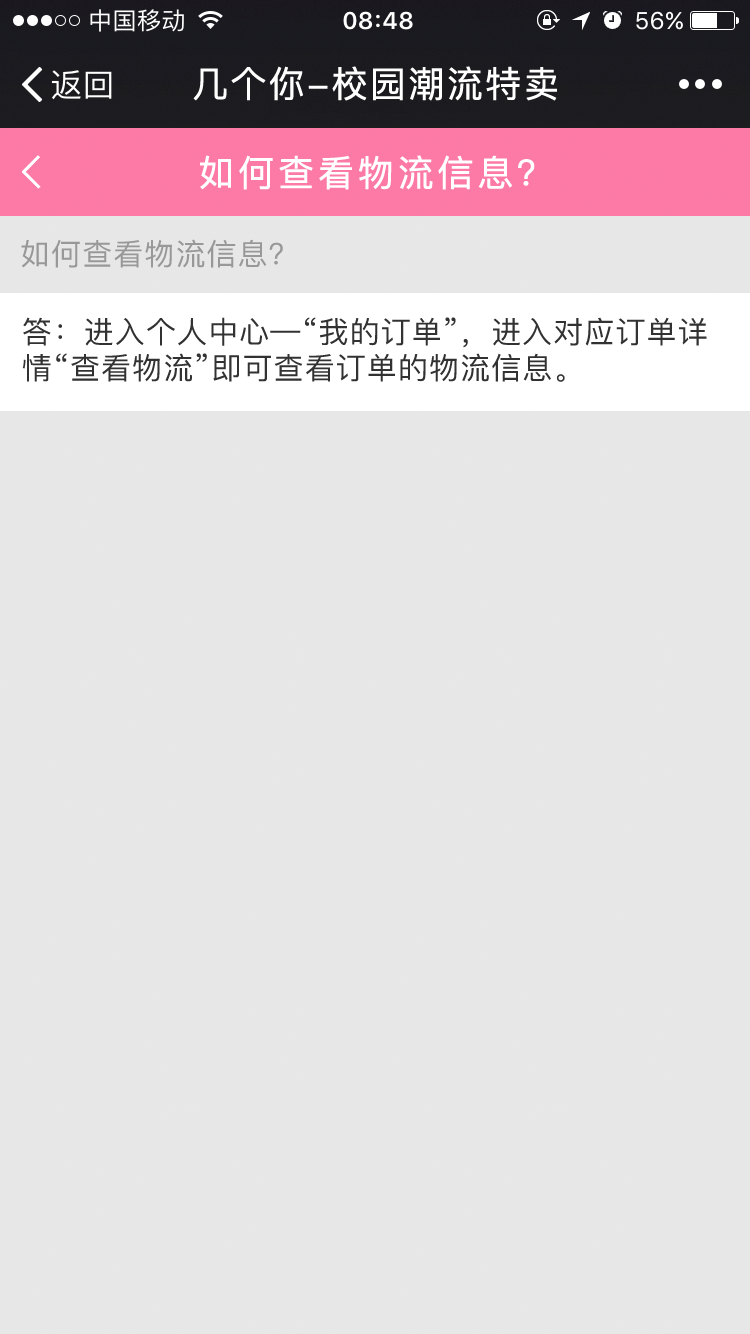 中国移动 08:48 56%
返回 几个你-校园潮流特卖
如何查看物流信息?
如何查看物流信息?
答：进入个人中心—“我的订单”，进入对应订单详
情“查看物流”即可查看订单的物流信息。